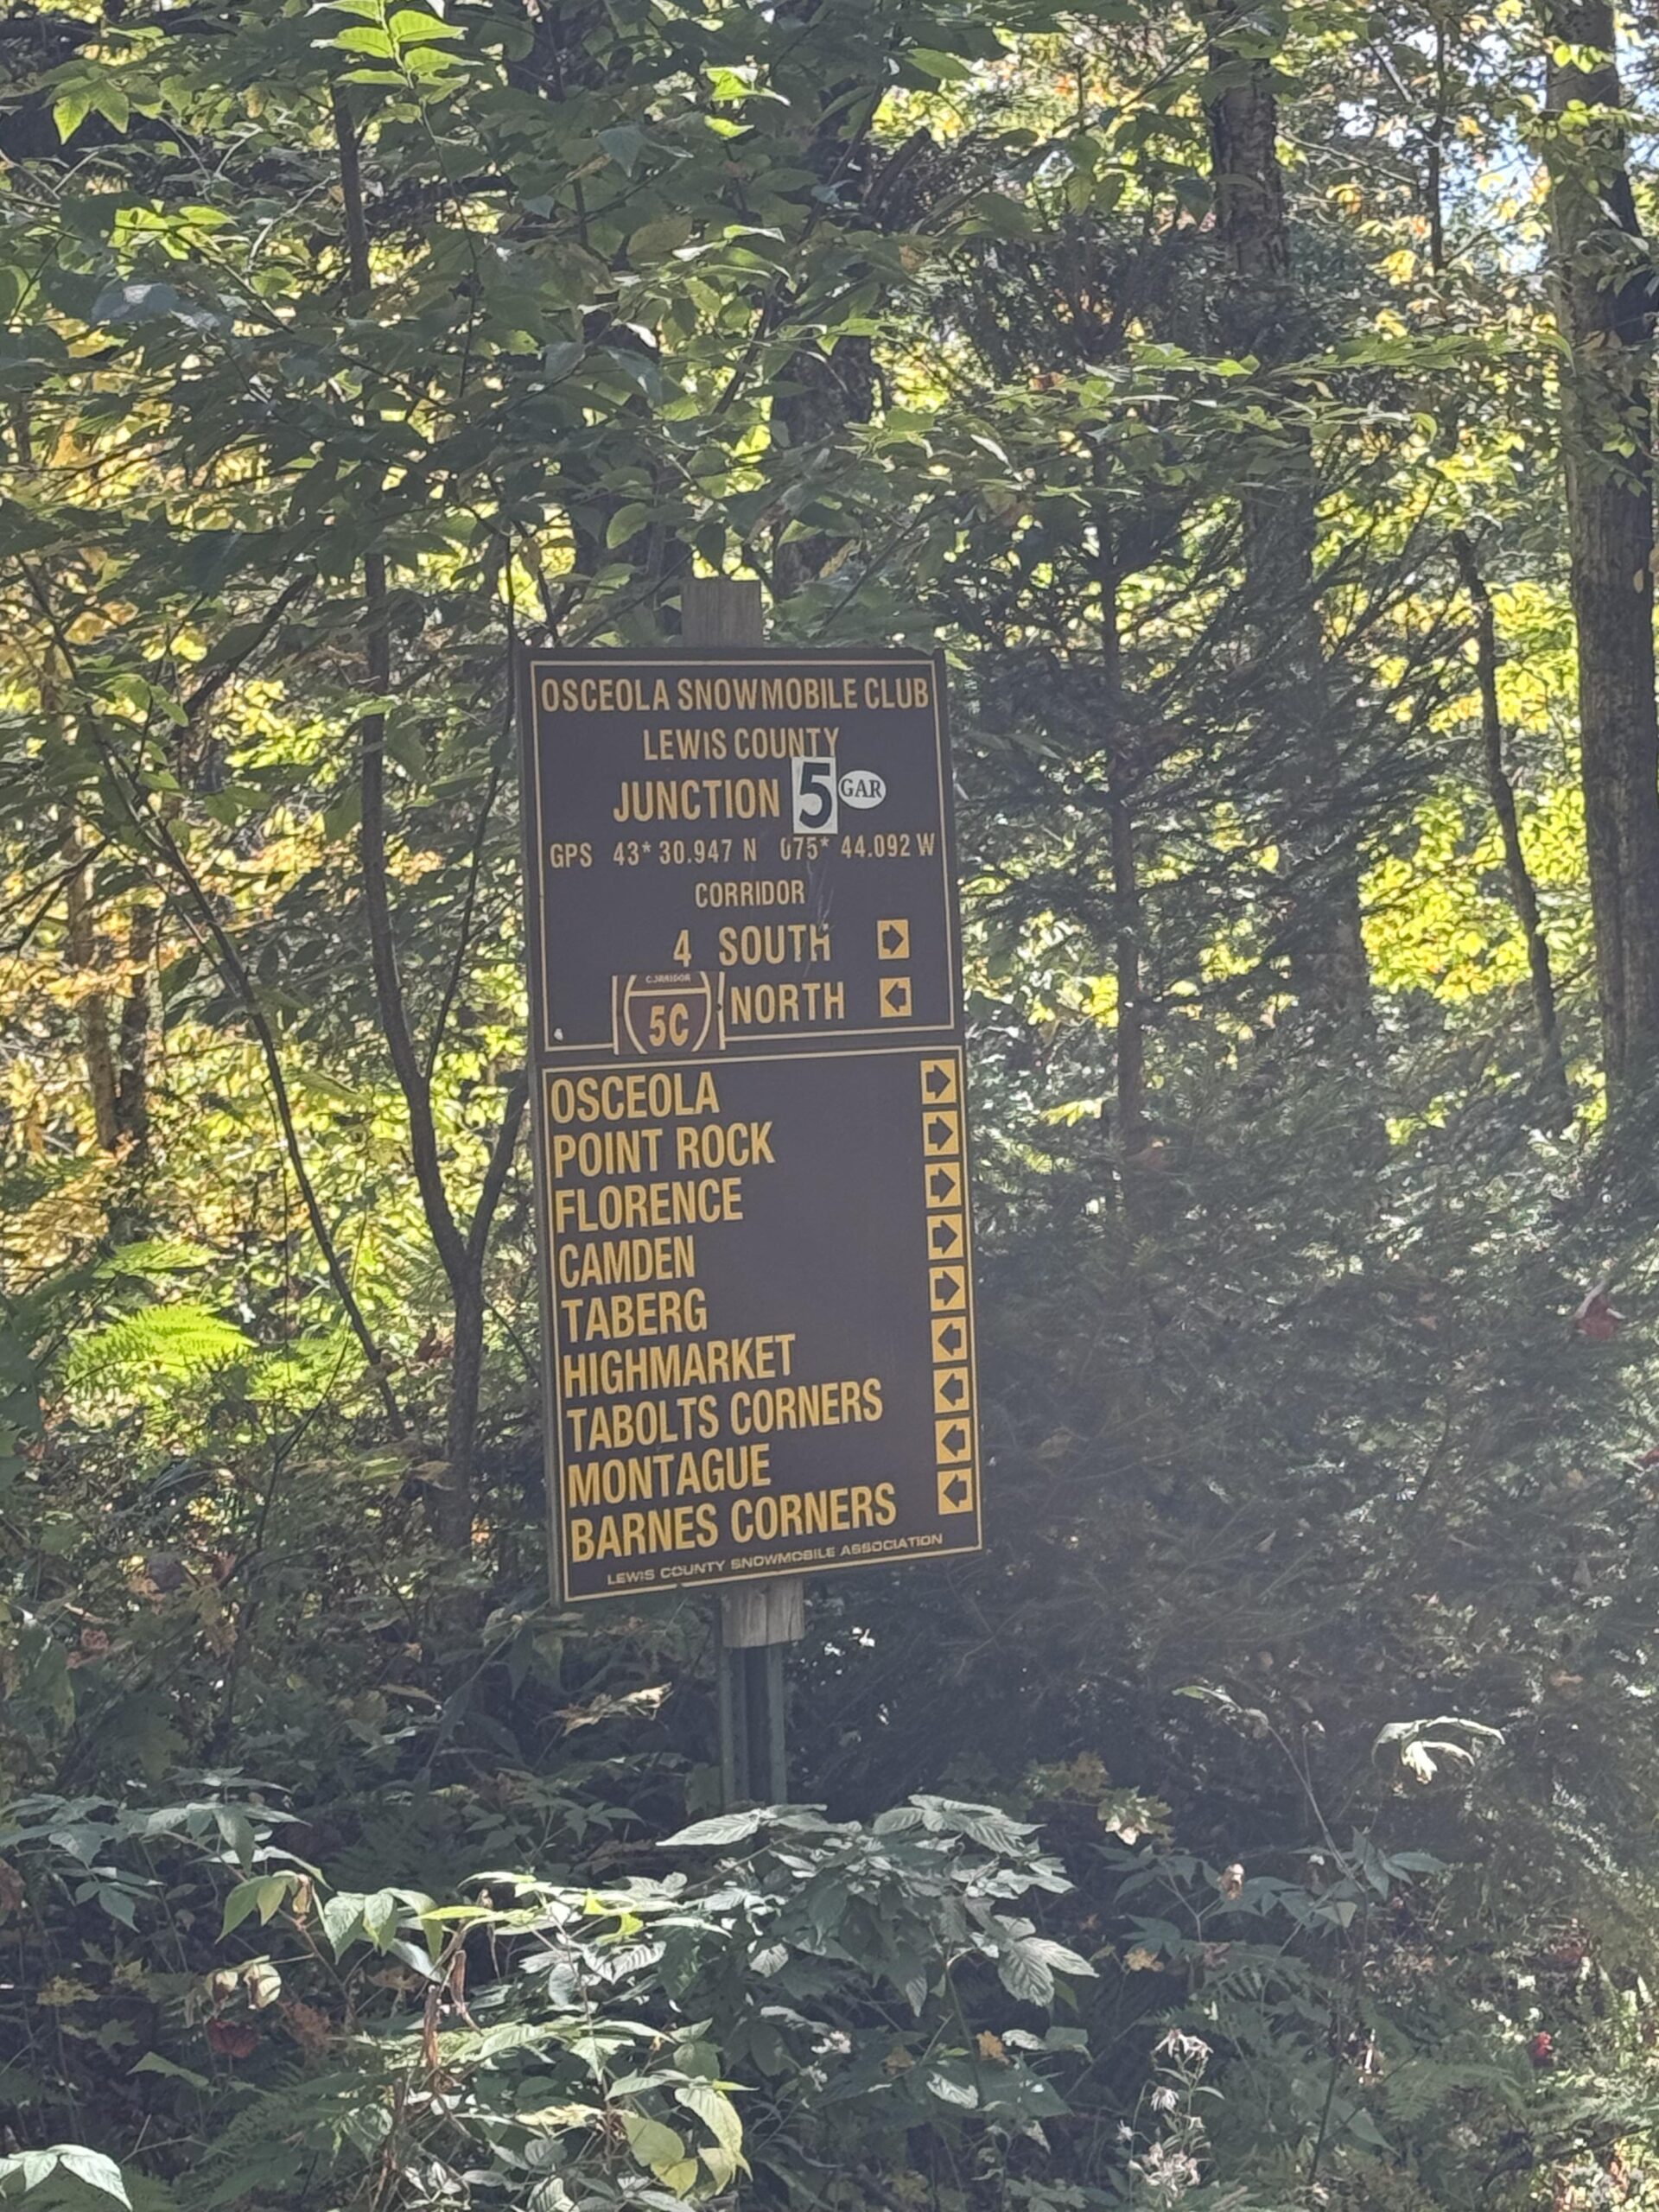 OSCEOLA SNOWMOBILE CLUB
LEWIS COUNTY
JUNCTION 5 GAR
GPS 43* 30.947 N 075* 44.092 W
CORRIDOR
4 SOUTH
CORRIDOR
5C NORTH
OSCEOLA
POINT ROCK
FLORENCE
CAMDEN
TABERG
HIGHMARKET
TABOLTS CORNERS
MONTAGUE
BARNES CORNERS
LEWIS COUNTY SNOWMOBILE ASSOCIATION